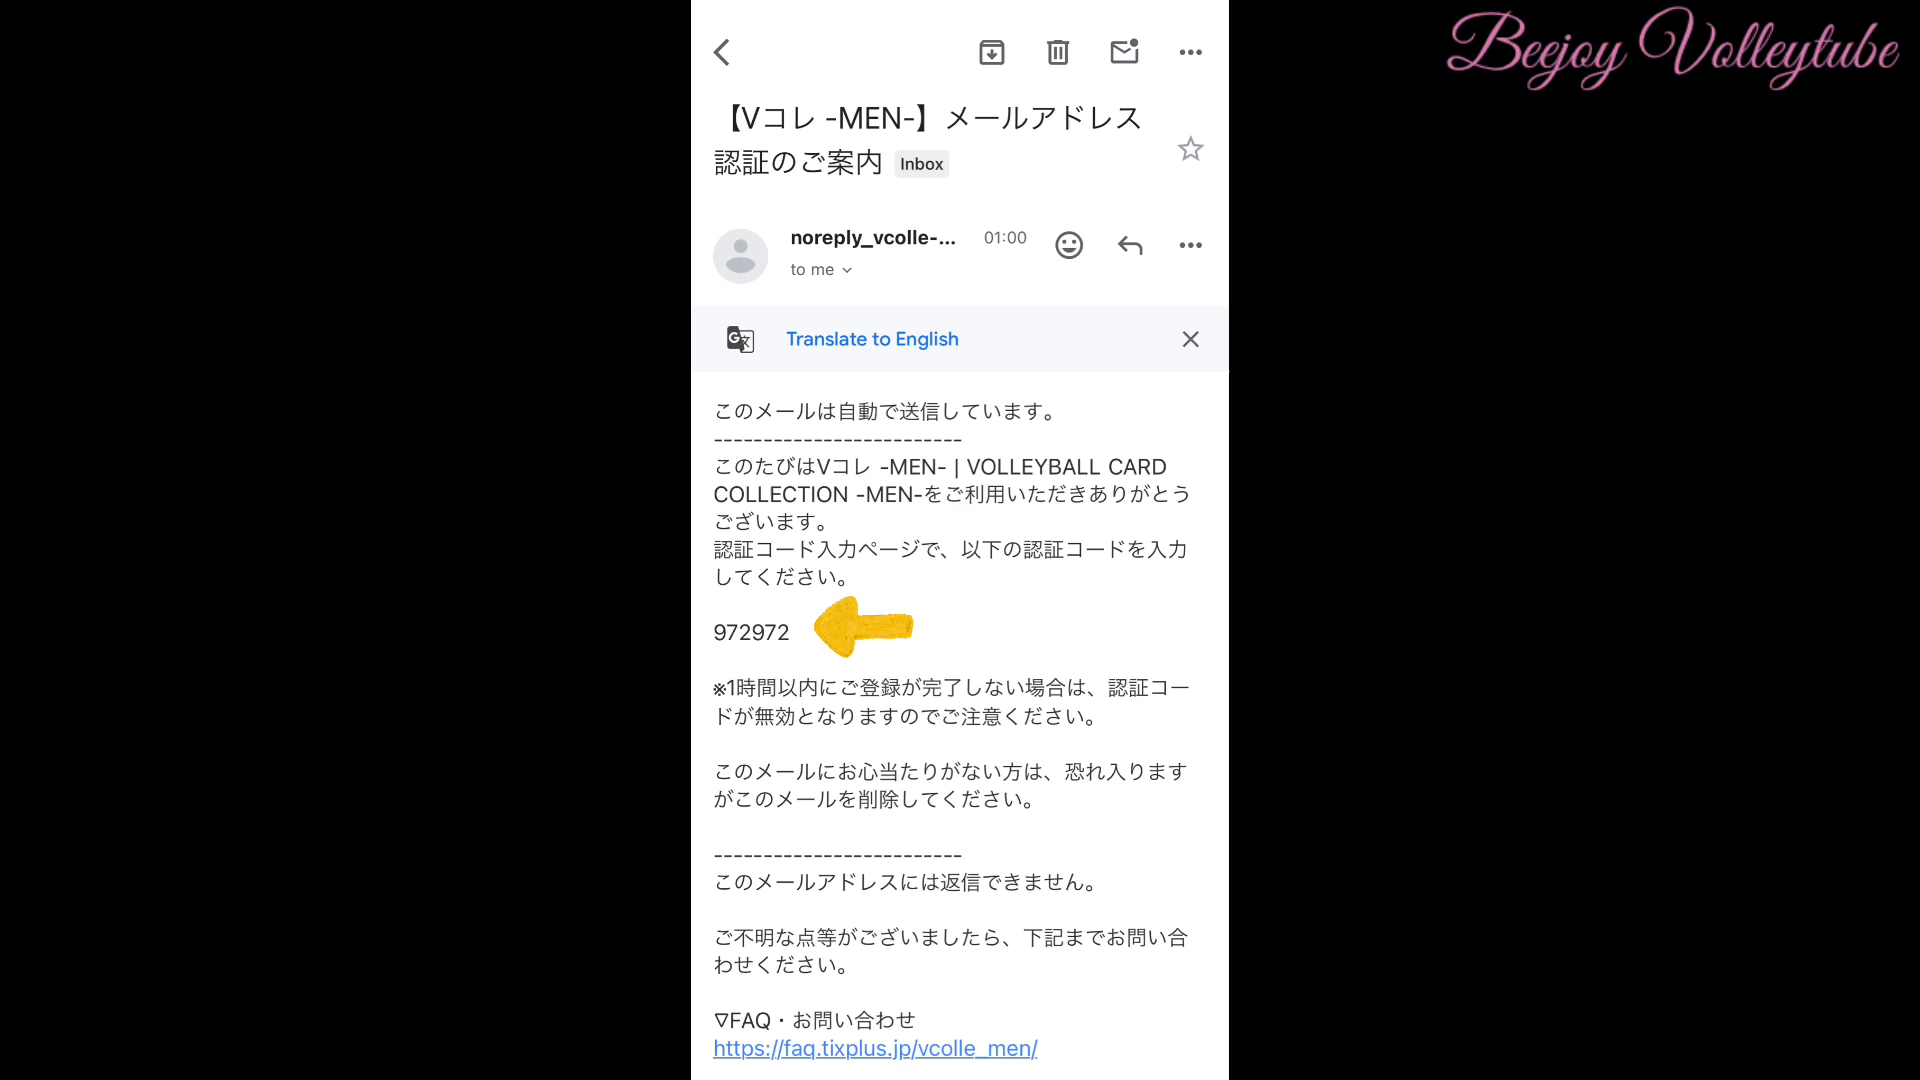 Beejoy Volleytube
【Vコレ -MEN-】メールアドレス
認証のご案内 Inbox
noreply_vcolle-... 01:00
to me
Translate to English
このメールは自動で送信しています。
-------------------------
このたびはVコレ -MEN- | VOLLEYBALL CARD
COLLECTION -MEN-をご利用いただきありがとう
ございます。
認証コード入力ページで、以下の認証コードを入力
してください。
972972
※1時間以内にご登録が完了しない場合は、認証コー
ドが無効となりますのでご注意ください。
このメールにお心当たりがない方は、恐れ入ります
がこのメールを削除してください。
-------------------------
このメールアドレスには返信できません。
ご不明な点等がございましたら、下記までお問い合
わせください。
▽FAQ・お問い合わせ
https://faq.tixplus.jp/vcolle_men/